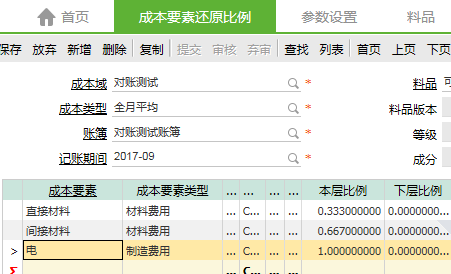 首页 成本要素还原比例 参数设置 料品
保存 放弃 新增 删除 复制 提交 审核 弃审 查找 列表 首页 上页 下页
成本域 对账测试 * 料品
成本类型 全月平均 * 料品版本
账簿 对账测试账簿 * 等级
记账期间 2017-09 * 成分
成本要素 成本要素类型 ... ... ... ... 本层比例 下层比例
直接材料 材料费用 ... C... ... ... 0.333000000 0.0000000...
间接材料 材料费用 ... C... ... ... 0.667000000 0.0000000...
> 电 制造费用 ... C... ... ... 1.000000000 0.0000000...
Σ ... C... ... ...